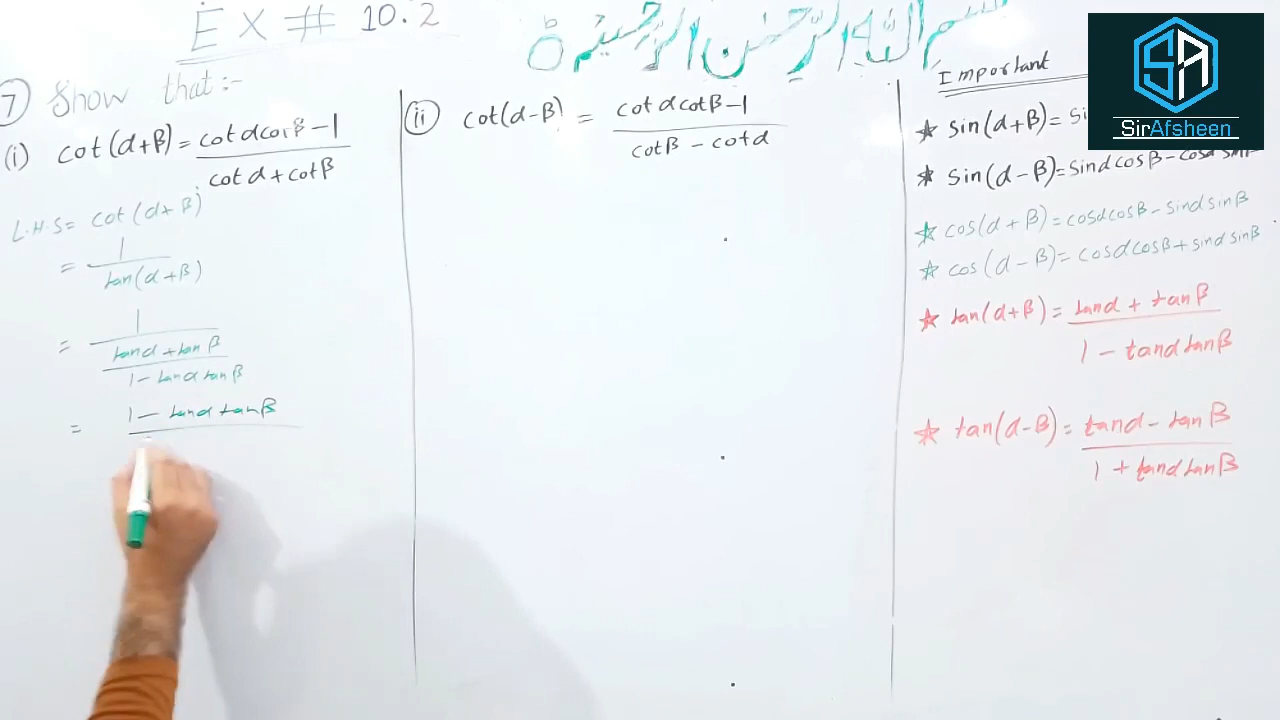 Ex # 10.2
بسم الله الرحمن الرحيم
7 Show that:-
(i) cot(α+β) = cotα cotβ - 1
cotα + cotβ
L.H.S = cot(α+β)
= 1
tan(α+β)
= 1
tanα + tanβ
1 - tanα tanβ
= 1 - tanα tanβ
(ii) cot(α-β) = cotα cotβ - 1
cotβ - cotα
Important
SirAfsheen
★ sin(α+β) = si
★ sin(α-β) = sinα cosβ - cosα sinβ
★ cos(α+β) = cosα cosβ - sinα sinβ
★ cos(α-β) = cosα cosβ + sinα sinβ
★ tan(α+β) = tanα + tanβ
1 - tanα tanβ
★ tan(α-β) = tanα - tanβ
1 + tanα tanβ